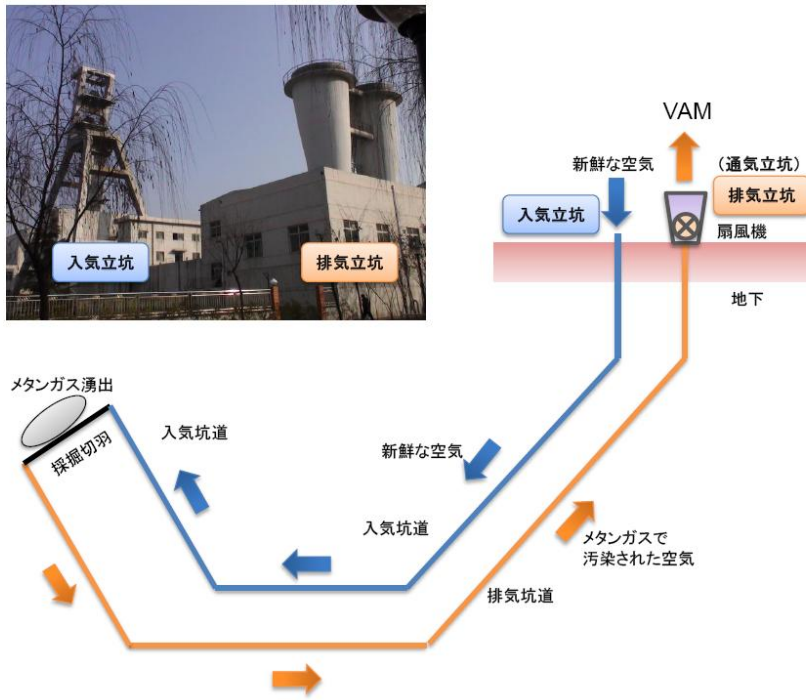 入気立坑
排気立坑
VAM
新鮮な空気
（通気立坑）
入気立坑
排気立坑
扇風機
地下
メタンガス湧出
採掘切羽
入気坑道
新鮮な空気
入気坑道
メタンガスで
汚染された空気
排気坑道